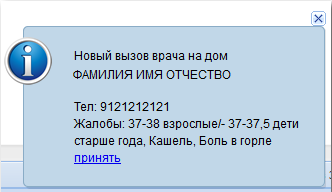 Новый вызов врача на дом
ФАМИЛИЯ ИМЯ ОТЧЕСТВО
Тел: 9121212121
Жалобы: 37-38 взрослые/- 37-37,5 дети
старше года, Кашель, Боль в горле
принять